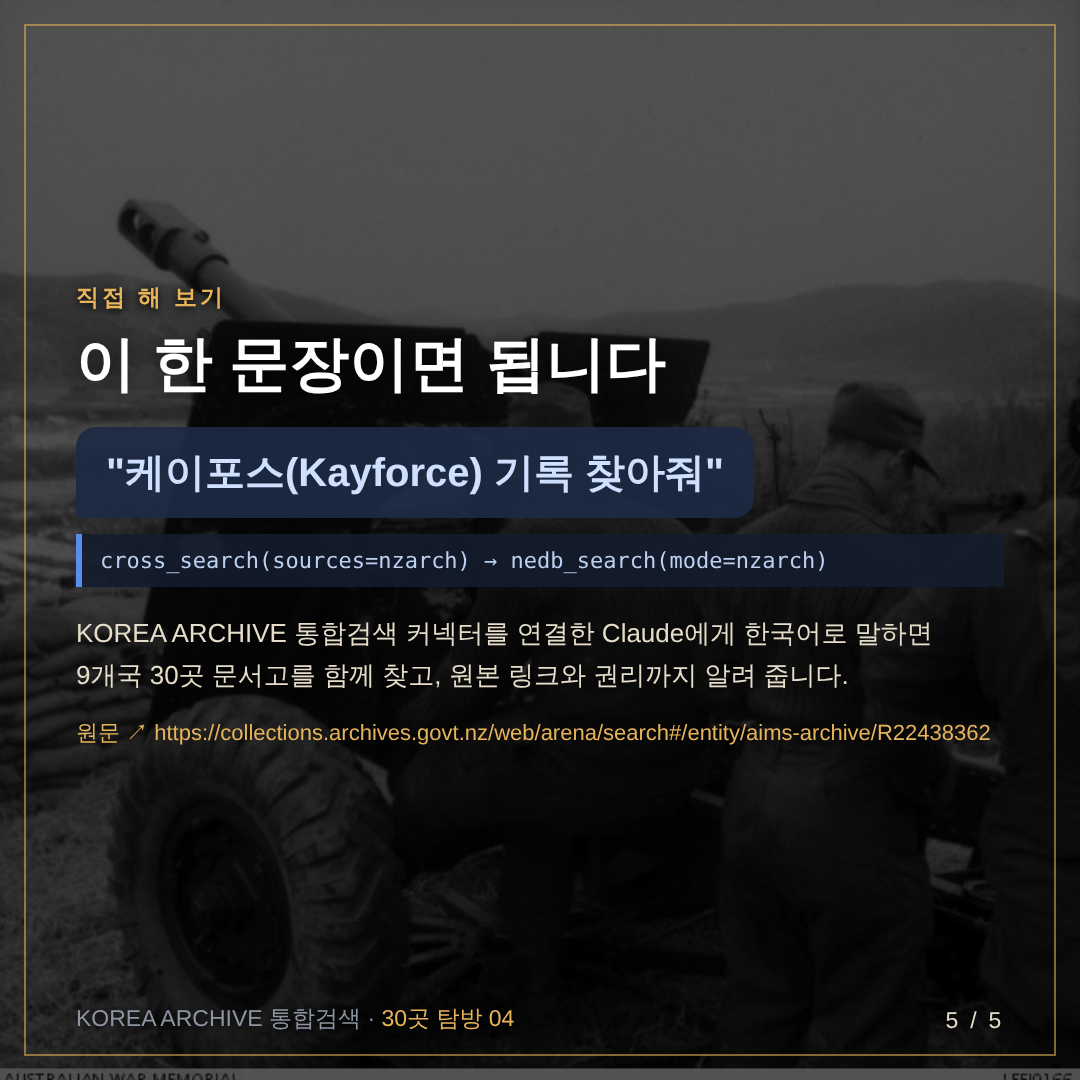 직접 해 보기
이 한 문장이면 됩니다
"케이포스(Kayforce) 기록 찾아줘"
cross_search(sources=nzarch) → nedb_search(mode=nzarch)
KOREA ARCHIVE 통합검색 커넥터를 연결한 Claude에게 한국어로 말하면
9개국 30곳 문서고를 함께 찾고, 원본 링크와 권리까지 알려 줍니다.
원문 ↗ https://collections.archives.govt.nz/web/arena/search#/entity/aims-archive/R22438362
KOREA ARCHIVE 통합검색 · 30곳 탐방 04
5 / 5
AUSTRALIAN WAR MEMORIAL